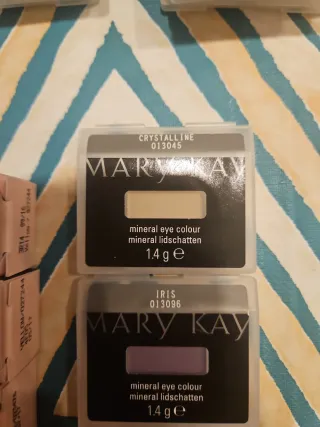 CRYSTALLINE
013045
MARY KAY
mineral eye colour
mineral lidschatten
1.4 g e
IRIS
013096
MARY KAY
mineral eye colour
mineral lidschatten
1.4 g e